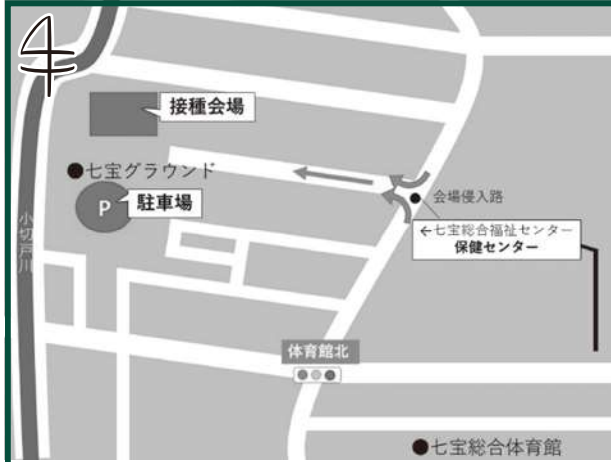 接種会場
●七宝グラウンド
P
駐車場
小切戸川
会場侵入路
←七宝総合福祉センター
保健センター
体育館北
●七宝総合体育館